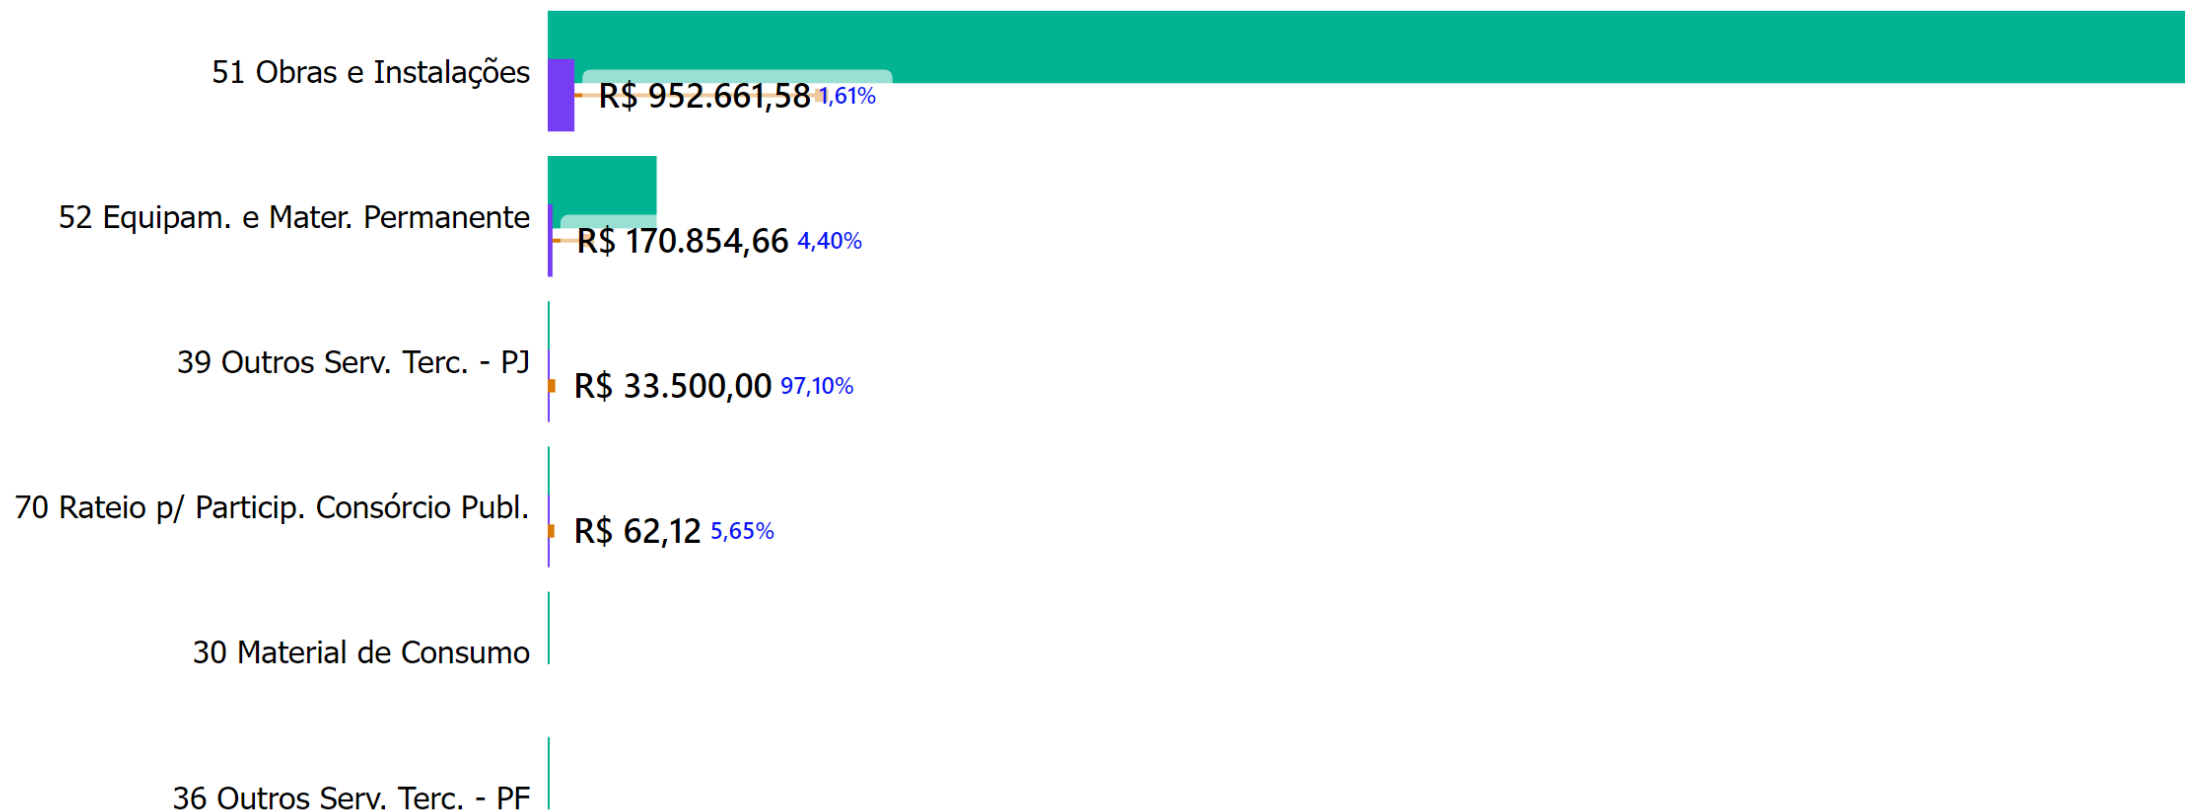 51 Obras e Instalações
R$ 952.661,58 1,61%
52 Equipam. e Mater. Permanente
R$ 170.854,66 4,40%
39 Outros Serv. Terc. - PJ
R$ 33.500,00 97,10%
70 Rateio p/ Particip. Consórcio Publ.
R$ 62,12 5,65%
30 Material de Consumo
36 Outros Serv. Terc. - PF